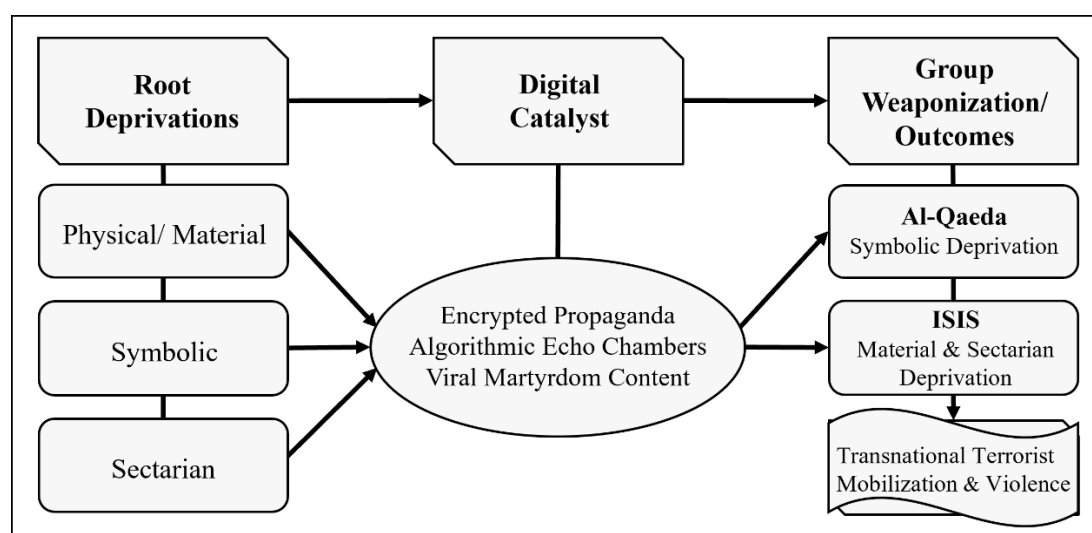 Root
Deprivations
Digital
Catalyst
Group
Weaponization/
Outcomes
Physical/ Material
Symbolic
Sectarian
Encrypted Propaganda
Algorithmic Echo Chambers
Viral Martyrdom Content
Al-Qaeda
Symbolic Deprivation
ISIS
Material & Sectarian
Deprivation
Transnational Terrorist
Mobilization & Violence